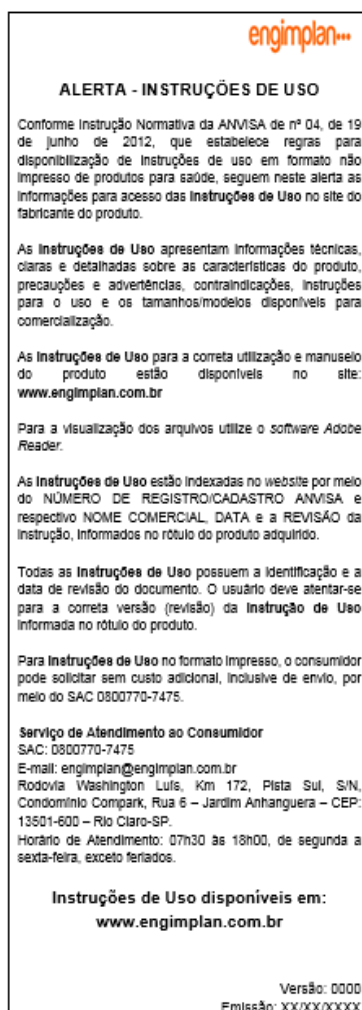 engimplan
ALERTA - INSTRUÇÕES DE USO
Conforme Instrução Normativa da ANVISA de nº 04, de 19
de junho de 2012, que estabelece regras para
disponibilização de Instruções de uso em formato não
impresso de produtos para saúde, seguem neste alerta as
informações para acesso das Instruções de Uso no site do
fabricante do produto.
As Instruções de Uso apresentam informações técnicas,
claras e detalhadas sobre as características do produto,
precauções e advertências, contraindicações, instruções
para o uso e os tamanhos/modelos disponíveis para
comercialização.
As Instruções de Uso para a correta utilização e manuseio
do produto estão disponíveis no site:
www.engimplan.com.br
Para a visualização dos arquivos utilize o software Adobe
Reader.
As Instruções de Uso estão indexadas no website por meio
do NÚMERO DE REGISTRO/CADASTRO ANVISA e
respectivo NOME COMERCIAL, DATA e a REVISÃO da
instrução, informados no rótulo do produto adquirido.
Todas as Instruções de Uso possuem a identificação e a
data de revisão do documento. O usuário deve atentar-se
para a correta versão (revisão) da Instrução de Uso
informada no rótulo do produto.
Para Instruções de Uso no formato impresso, o consumidor
pode solicitar sem custo adicional, inclusive de envio, por
meio do SAC 0800770-7475.
Serviço de Atendimento ao Consumidor
SAC: 0800770-7475
E-mail: engimplan@engimplan.com.br
Rodovia Washington Luís, Km 172, Pista Sul, S/N,
Condomínio Compark, Rua 6 – Jardim Anhanguera – CEP:
13501-600 – Rio Claro-SP.
Horário de Atendimento: 07h30 às 18h00, de segunda a
sexta-feira, exceto feriados.
Instruções de Uso disponíveis em:
www.engimplan.com.br
Versão: 0000
Emissão: XX/XX/XXXX